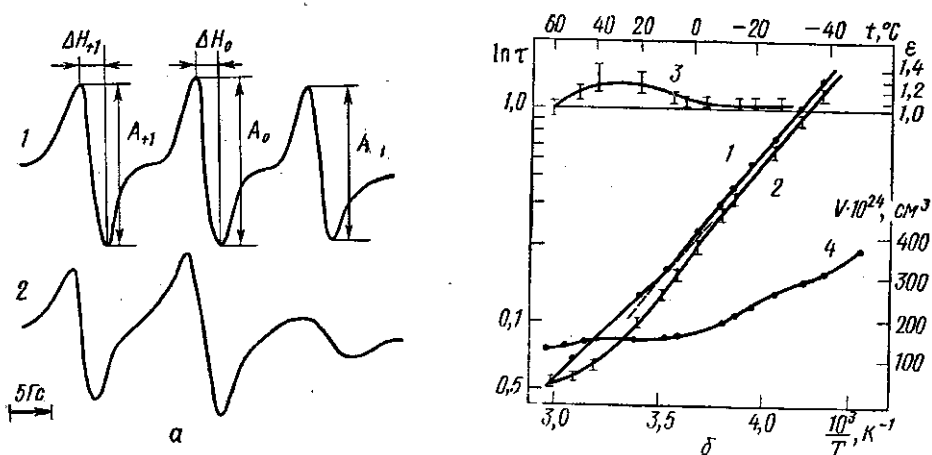 ΔH₊₁ ΔH₀
1 A₊₁ A₀ A₋₁
2
5Гс
а
60 40 20 0 -20 -40 t,°C
ln τ ε
3 1,4
1,2
1,0 1,0
1
2
V·10²⁴, см³
4 400
300
0,1 200
100
0,5
3,0 3,5 4,0 10³/T, K⁻¹
б